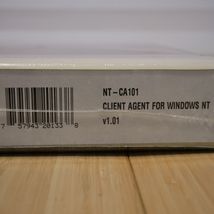 NT-CA101
CLIENT AGENT FOR WINDOWS NT
v1.01
7 57943 20133 8